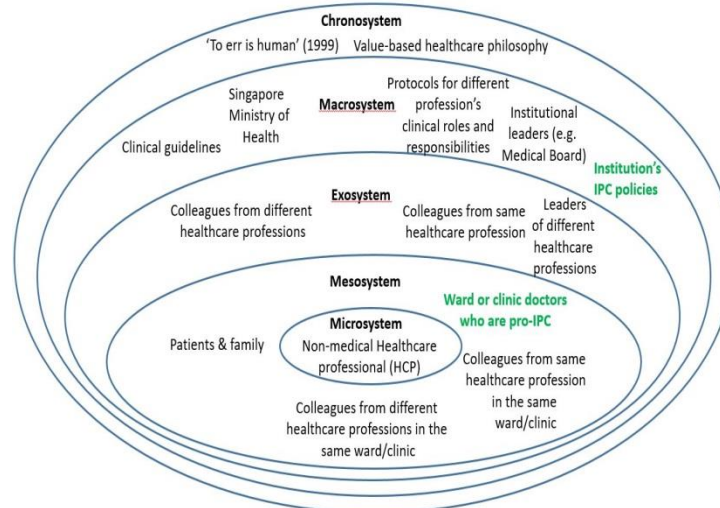 Chronosystem
'To err is human' (1999) Value-based healthcare philosophy
Macrosystem
Clinical guidelines
Singapore
Ministry of
Health
Protocols for different
profession's
clinical roles and
responsibilities
Institutional
leaders (e.g.
Medical Board)
Institution's
IPC policies
Exosystem
Colleagues from different
healthcare professions
Colleagues from same
healthcare profession
Leaders
of different
healthcare
professions
Mesosystem
Patients & family
Ward or clinic doctors
who are pro-IPC
Microsystem
Non-medical Healthcare
professional (HCP)
Colleagues from same
healthcare profession
in the same
ward/clinic
Colleagues from different
healthcare professions in the
same ward/clinic